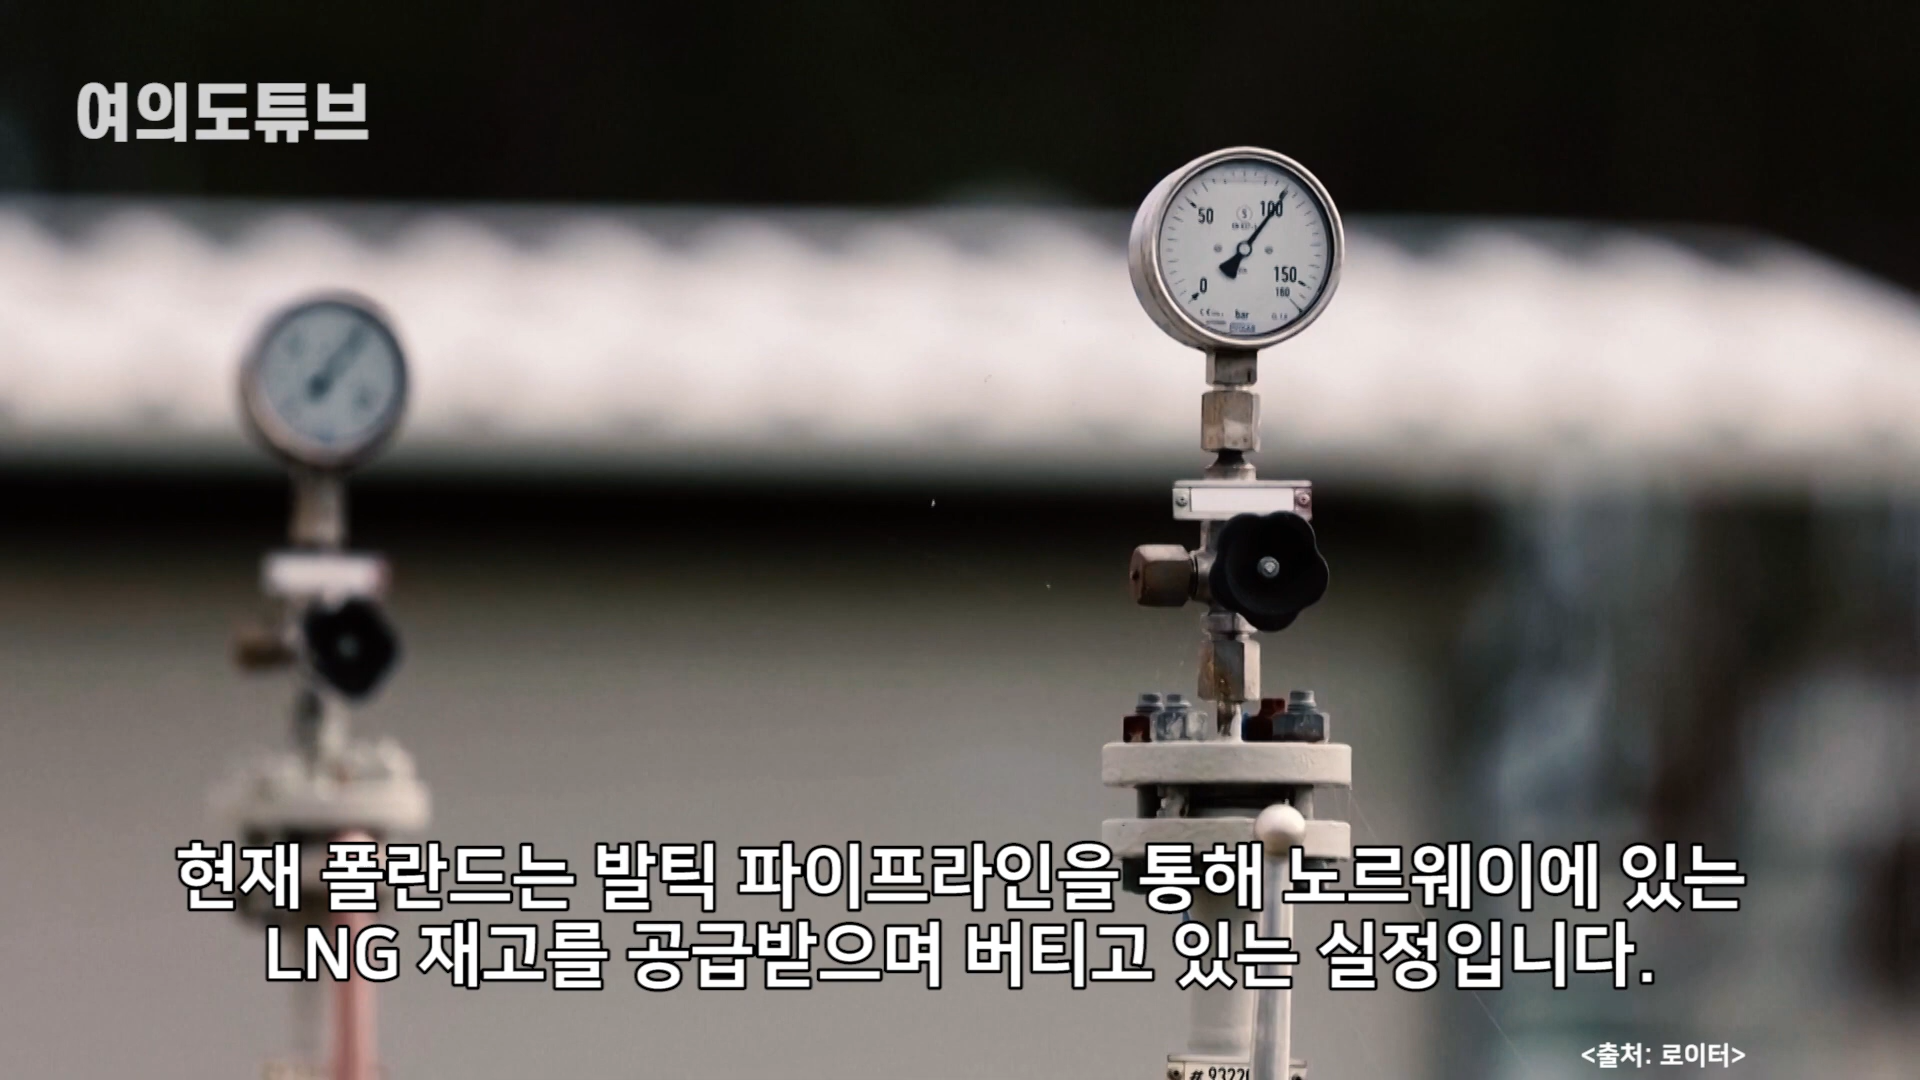 여의도튜브
50
100
150
160
0
bar
현재 폴란드는 발틱 파이프라인을 통해 노르웨이에 있는
LNG 재고를 공급받으며 버티고 있는 실정입니다.
<출처: 로이터>